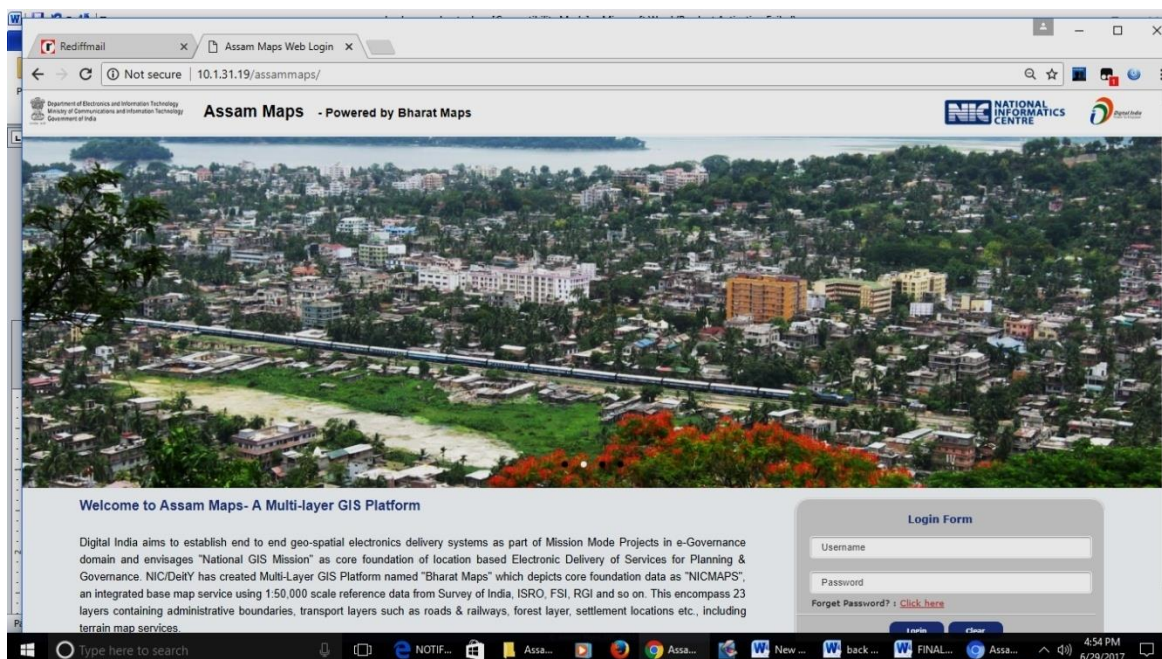 Rediffmail
Assam Maps Web Login
Not secure | 10.1.31.19/assammaps/
Department of Electronics and Information Technology
Ministry of Communications and Information Technology
Government of India
Assam Maps - Powered by Bharat Maps
NIC NATIONAL INFORMATICS CENTRE
Digital India
Welcome to Assam Maps- A Multi-layer GIS Platform
Digital India aims to establish end to end geo-spatial electronics delivery systems as part of Mission Mode Projects in e-Governance
domain and envisages "National GIS Mission" as core foundation of location based Electronic Delivery of Services for Planning &
Governance. NIC/DeitY has created Multi-Layer GIS Platform named "Bharat Maps" which depicts core foundation data as "NICMAPS",
an integrated base map service using 1:50,000 scale reference data from Survey of India, ISRO, FSI, RGI and so on. This encompass 23
layers containing administrative boundaries, transport layers such as roads & railways, forest layer, settlement locations etc., including
terrain map services.
Login Form
Username
Password
Forget Password? : Click here
Login Clear
Type here to search
NOTIF... Assa... Assa... New ... back ... FINAL... Assa...
4:54 PM
6/29/2017